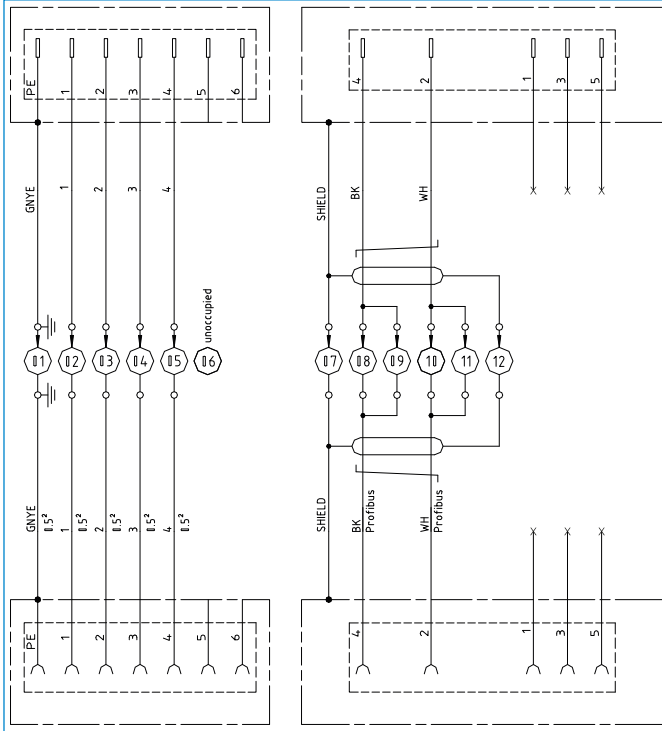 PE 1 2 3 4 5 6
4 2 1 3 5
GNYE 1 2 3 4
SHIELD BK WH
unoccupied
01 02 03 04 05 06
07 08 09 10 11 12
GNYE 1 2 3 4
0.5² 0.5² 0.5² 0.5² 0.5²
SHIELD BK WH
Profibus Profibus
PE 1 2 3 4 5 6
4 2 1 3 5